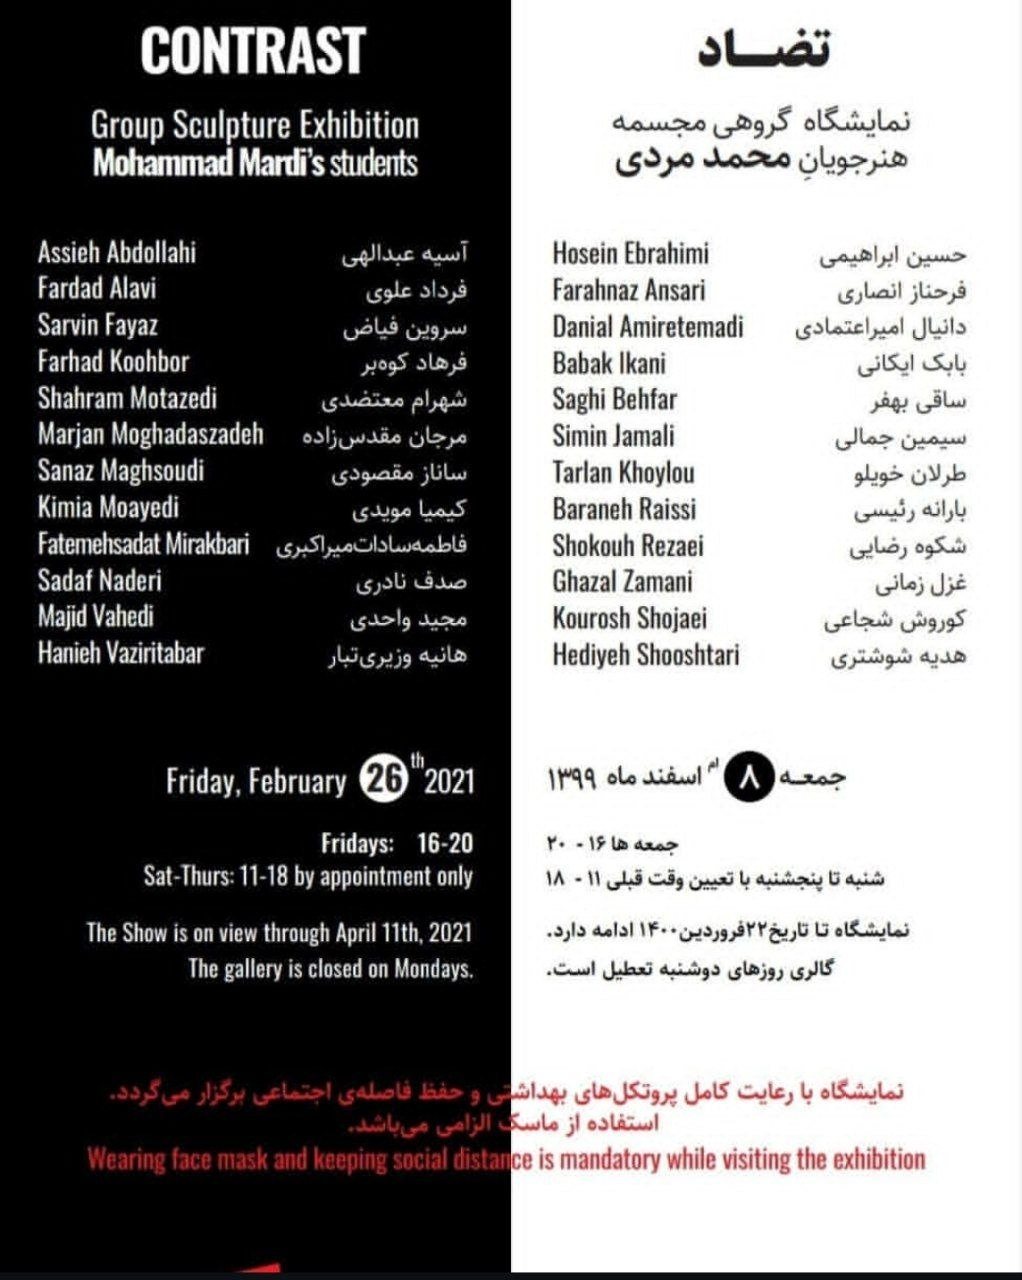 CONTRAST
Group Sculpture Exhibition
Mohammad Mardi's students
Assieh Abdollahi آسیه عبدالهی
Fardad Alavi فرداد علوی
Sarvin Fayaz سروین فیاض
Farhad Koohbor فرهاد کوه‌بر
Shahram Motazedi شهرام معتضدی
Marjan Moghadaszadeh مرجان مقدس‌زاده
Sanaz Maghsoudi ساناز مقصودی
Kimia Moayedi کیمیا مویدی
Fatemehsadat Mirakbari فاطمه‌سادات‌میراکبری
Sadaf Naderi صدف نادری
Majid Vahedi مجید واحدی
Hanieh Vaziritabar هانیه وزیری‌تبار
Friday, February 26th 2021
Fridays: 16-20
Sat-Thurs: 11-18 by appointment only
The Show is on view through April 11th, 2021
The gallery is closed on Mondays.
تضـاد
نمایشگاه گروهی مجسمه
هنرجویانِ محمد مردی
Hosein Ebrahimi حسین ابراهیمی
Farahnaz Ansari فرحناز انصاری
Danial Amiretemadi دانیال امیراعتمادی
Babak Ikani بابک ایکانی
Saghi Behfar ساقی بهفر
Simin Jamali سیمین جمالی
Tarlan Khoylou طرلان خویلو
Baraneh Raissi بارانه رئیسی
Shokouh Rezaei شکوه رضایی
Ghazal Zamani غزل زمانی
Kourosh Shojaei کوروش شجاعی
Hediyeh Shooshtari هدیه شوشتری
جمعـه ۸ ام اسفند ماه ۱۳۹۹
جمعه ها ۱۶ - ۲۰
شنبه تا پنجشنبه با تعیین وقت قبلی ۱۱ - ۱۸
نمایشگاه تا تاریخ۲۲فروردین۱۴۰۰ ادامه دارد.
گالری روزهای دوشنبه تعطیل است.
نمایشگاه با رعایت کامل پروتکل‌های بهداشتی و حفظ فاصله‌ی اجتماعی برگزار می‌گردد.
استفاده از ماسک الزامی می‌باشد.
Wearing face mask and keeping social distance is mandatory while visiting the exhibition